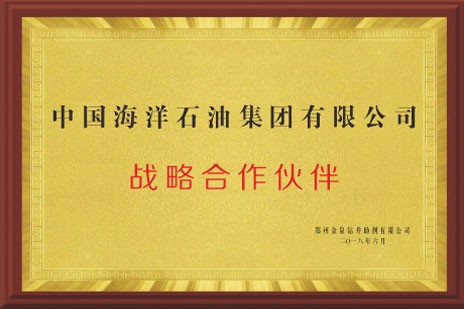 中国海洋石油集团有限公司
战略合作伙伴
郑州金泉钻井助剂有限公司
二〇一八年六月